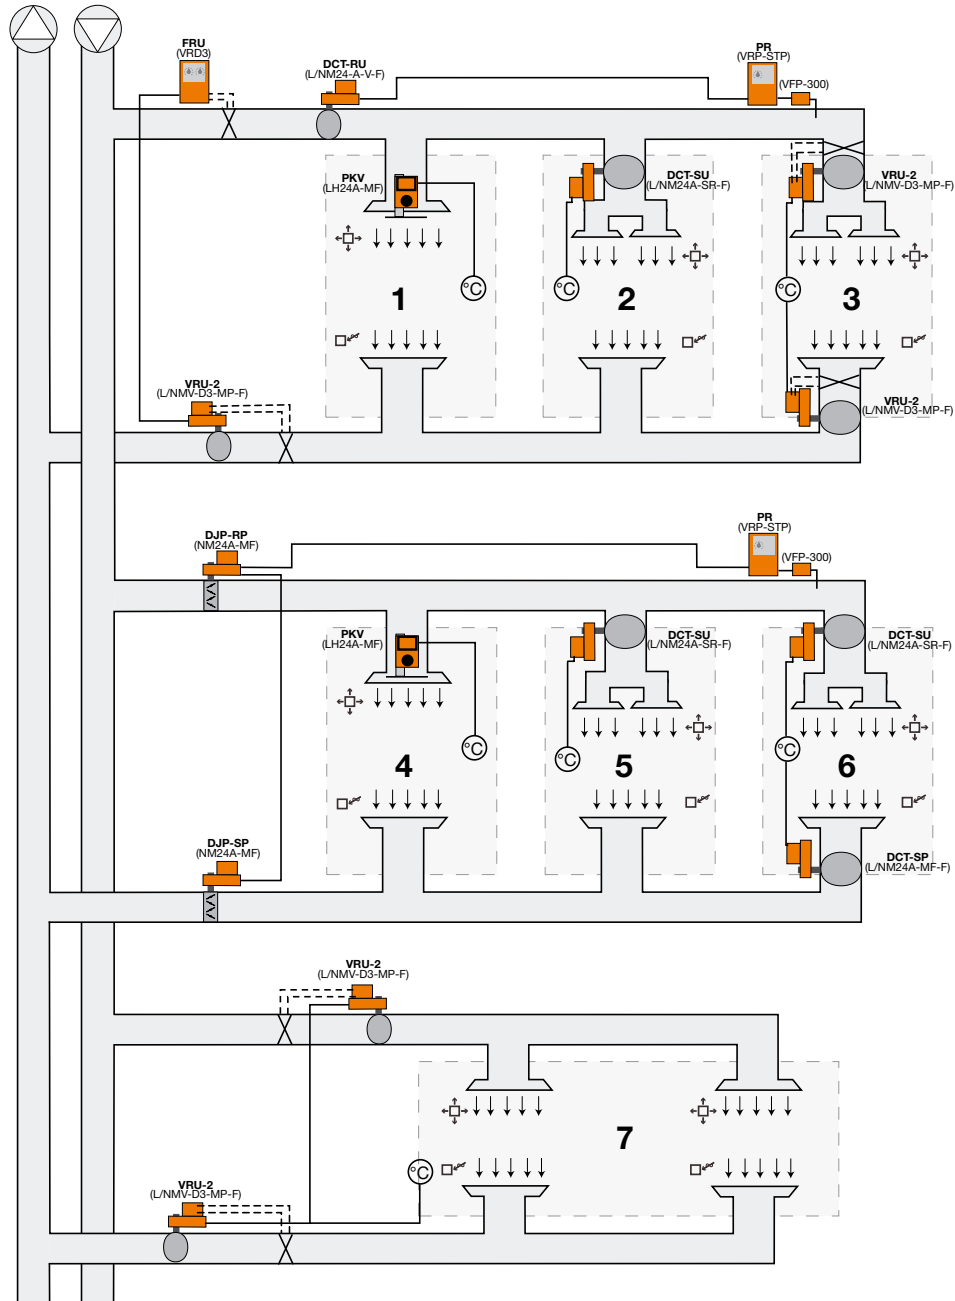 FRU
(VRD3)
DCT-RU
(L/NM24-A-V-F)
PR
(VRP-STP)
(VFP-300)
PKV
(LH24A-MF)
DCT-SU
(L/NM24A-SR-F)
VRU-2
(L/NMV-D3-MP-F)
°C
°C
°C
1
2
3
VRU-2
(L/NMV-D3-MP-F)
VRU-2
(L/NMV-D3-MP-F)
DJP-RP
(NM24A-MF)
PR
(VRP-STP)
(VFP-300)
PKV
(LH24A-MF)
DCT-SU
(L/NM24A-SR-F)
DCT-SU
(L/NM24A-SR-F)
°C
°C
°C
4
5
6
DJP-SP
(NM24A-MF)
DCT-SP
(L/NM24A-MF-F)
VRU-2
(L/NMV-D3-MP-F)
7
°C
VRU-2
(L/NMV-D3-MP-F)